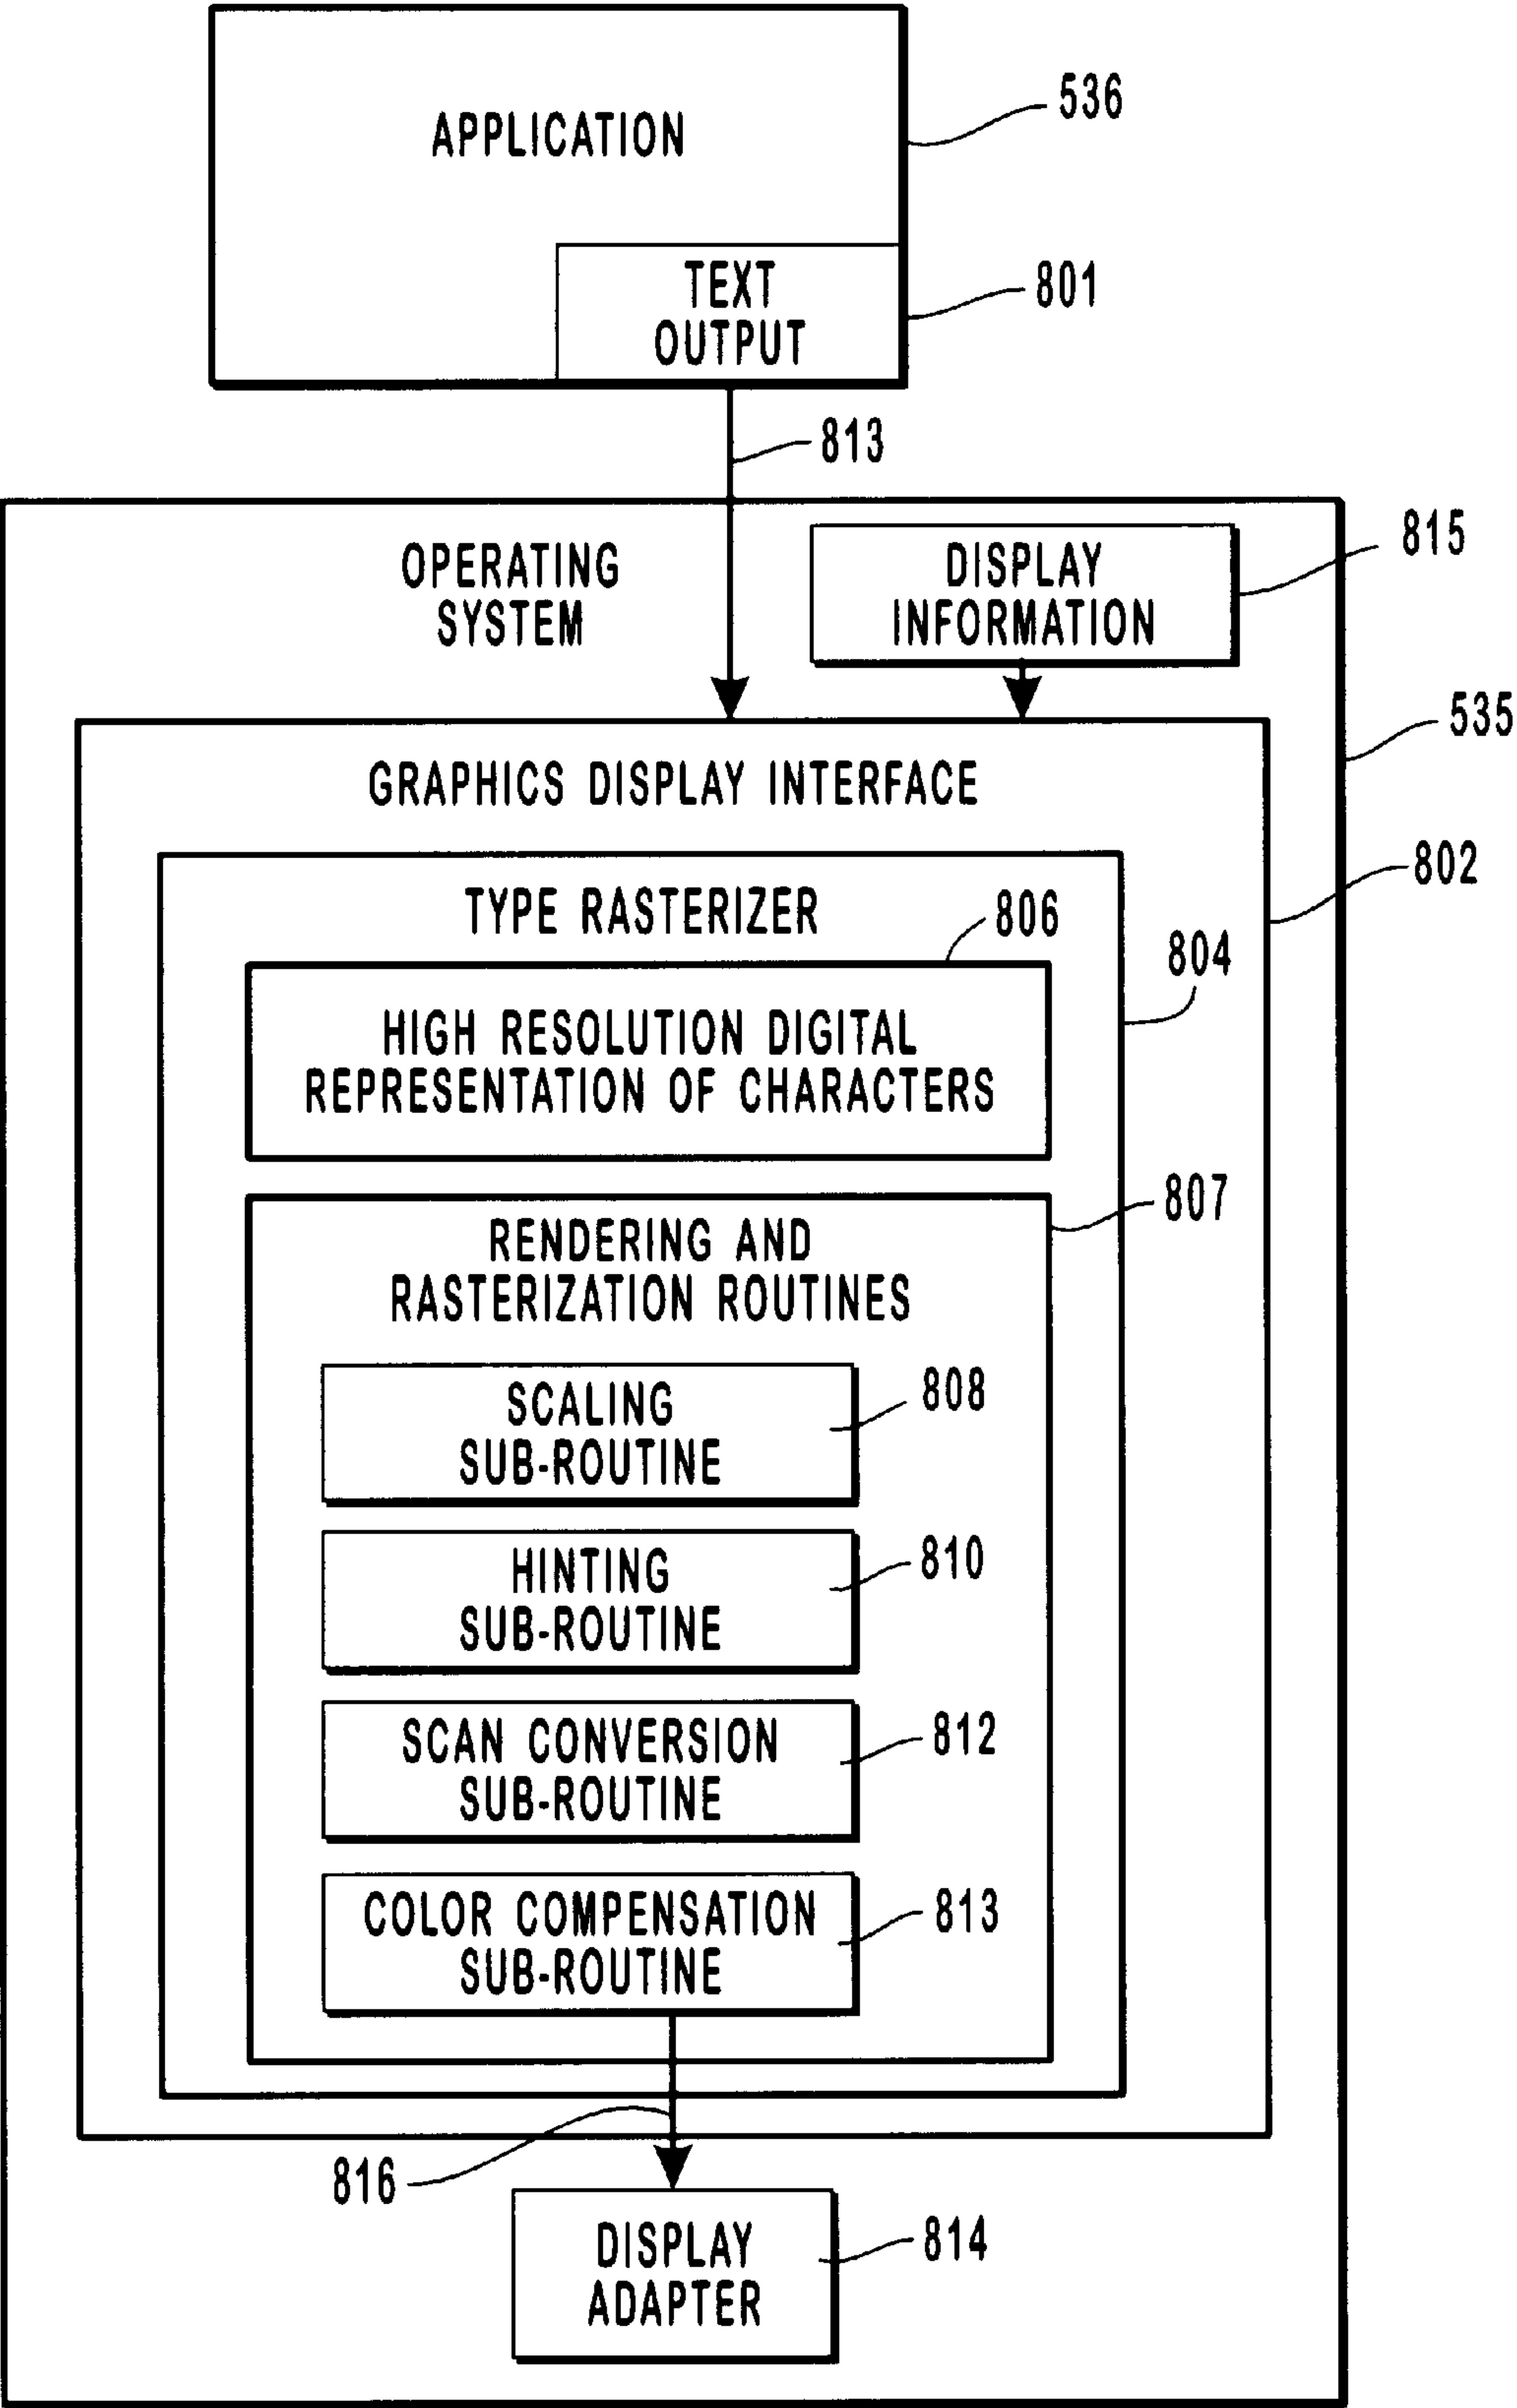 APPLICATION
536
TEXT
OUTPUT
801
813
OPERATING
SYSTEM
DISPLAY
INFORMATION
815
535
GRAPHICS DISPLAY INTERFACE
802
TYPE RASTERIZER
806
804
HIGH RESOLUTION DIGITAL
REPRESENTATION OF CHARACTERS
807
RENDERING AND
RASTERIZATION ROUTINES
SCALING
SUB-ROUTINE
808
HINTING
SUB-ROUTINE
810
SCAN CONVERSION
SUB-ROUTINE
812
COLOR COMPENSATION
SUB-ROUTINE
813
816
DISPLAY
ADAPTER
814